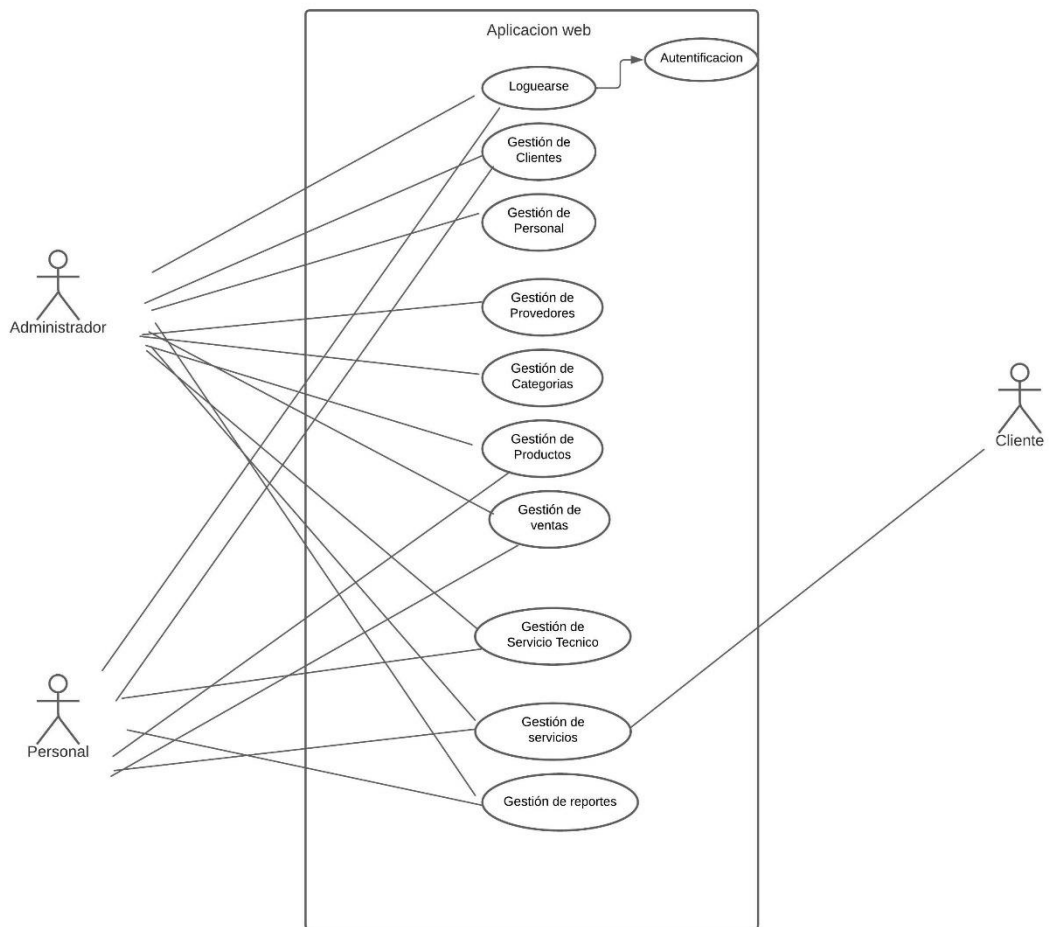 Aplicacion web
Autentificacion
Loguearse
Gestión de
Clientes
Gestión de
Personal
Administrador
Gestión de
Provedores
Gestión de
Categorias
Cliente
Gestión de
Productos
Gestión de
ventas
Gestión de
Servicio Tecnico
Personal
Gestión de
servicios
Gestión de reportes